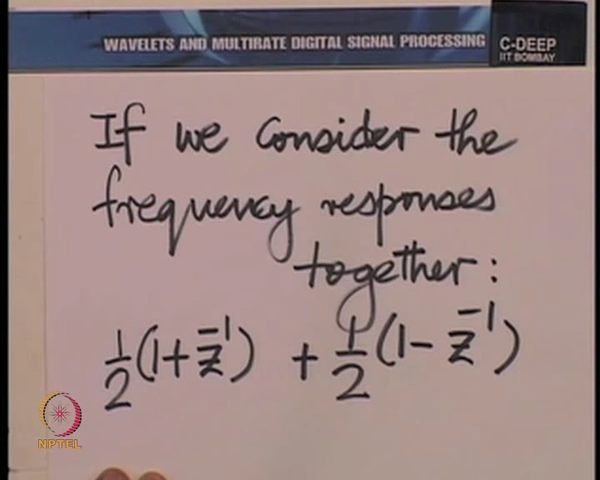 WAVELETS AND MULTIRATE DIGITAL SIGNAL PROCESSING
C-DEEP
IIT BOMBAY
If we consider the
frequency responses
together:
½(1+z⁻¹) + ½(1-z⁻¹)
NPTEL